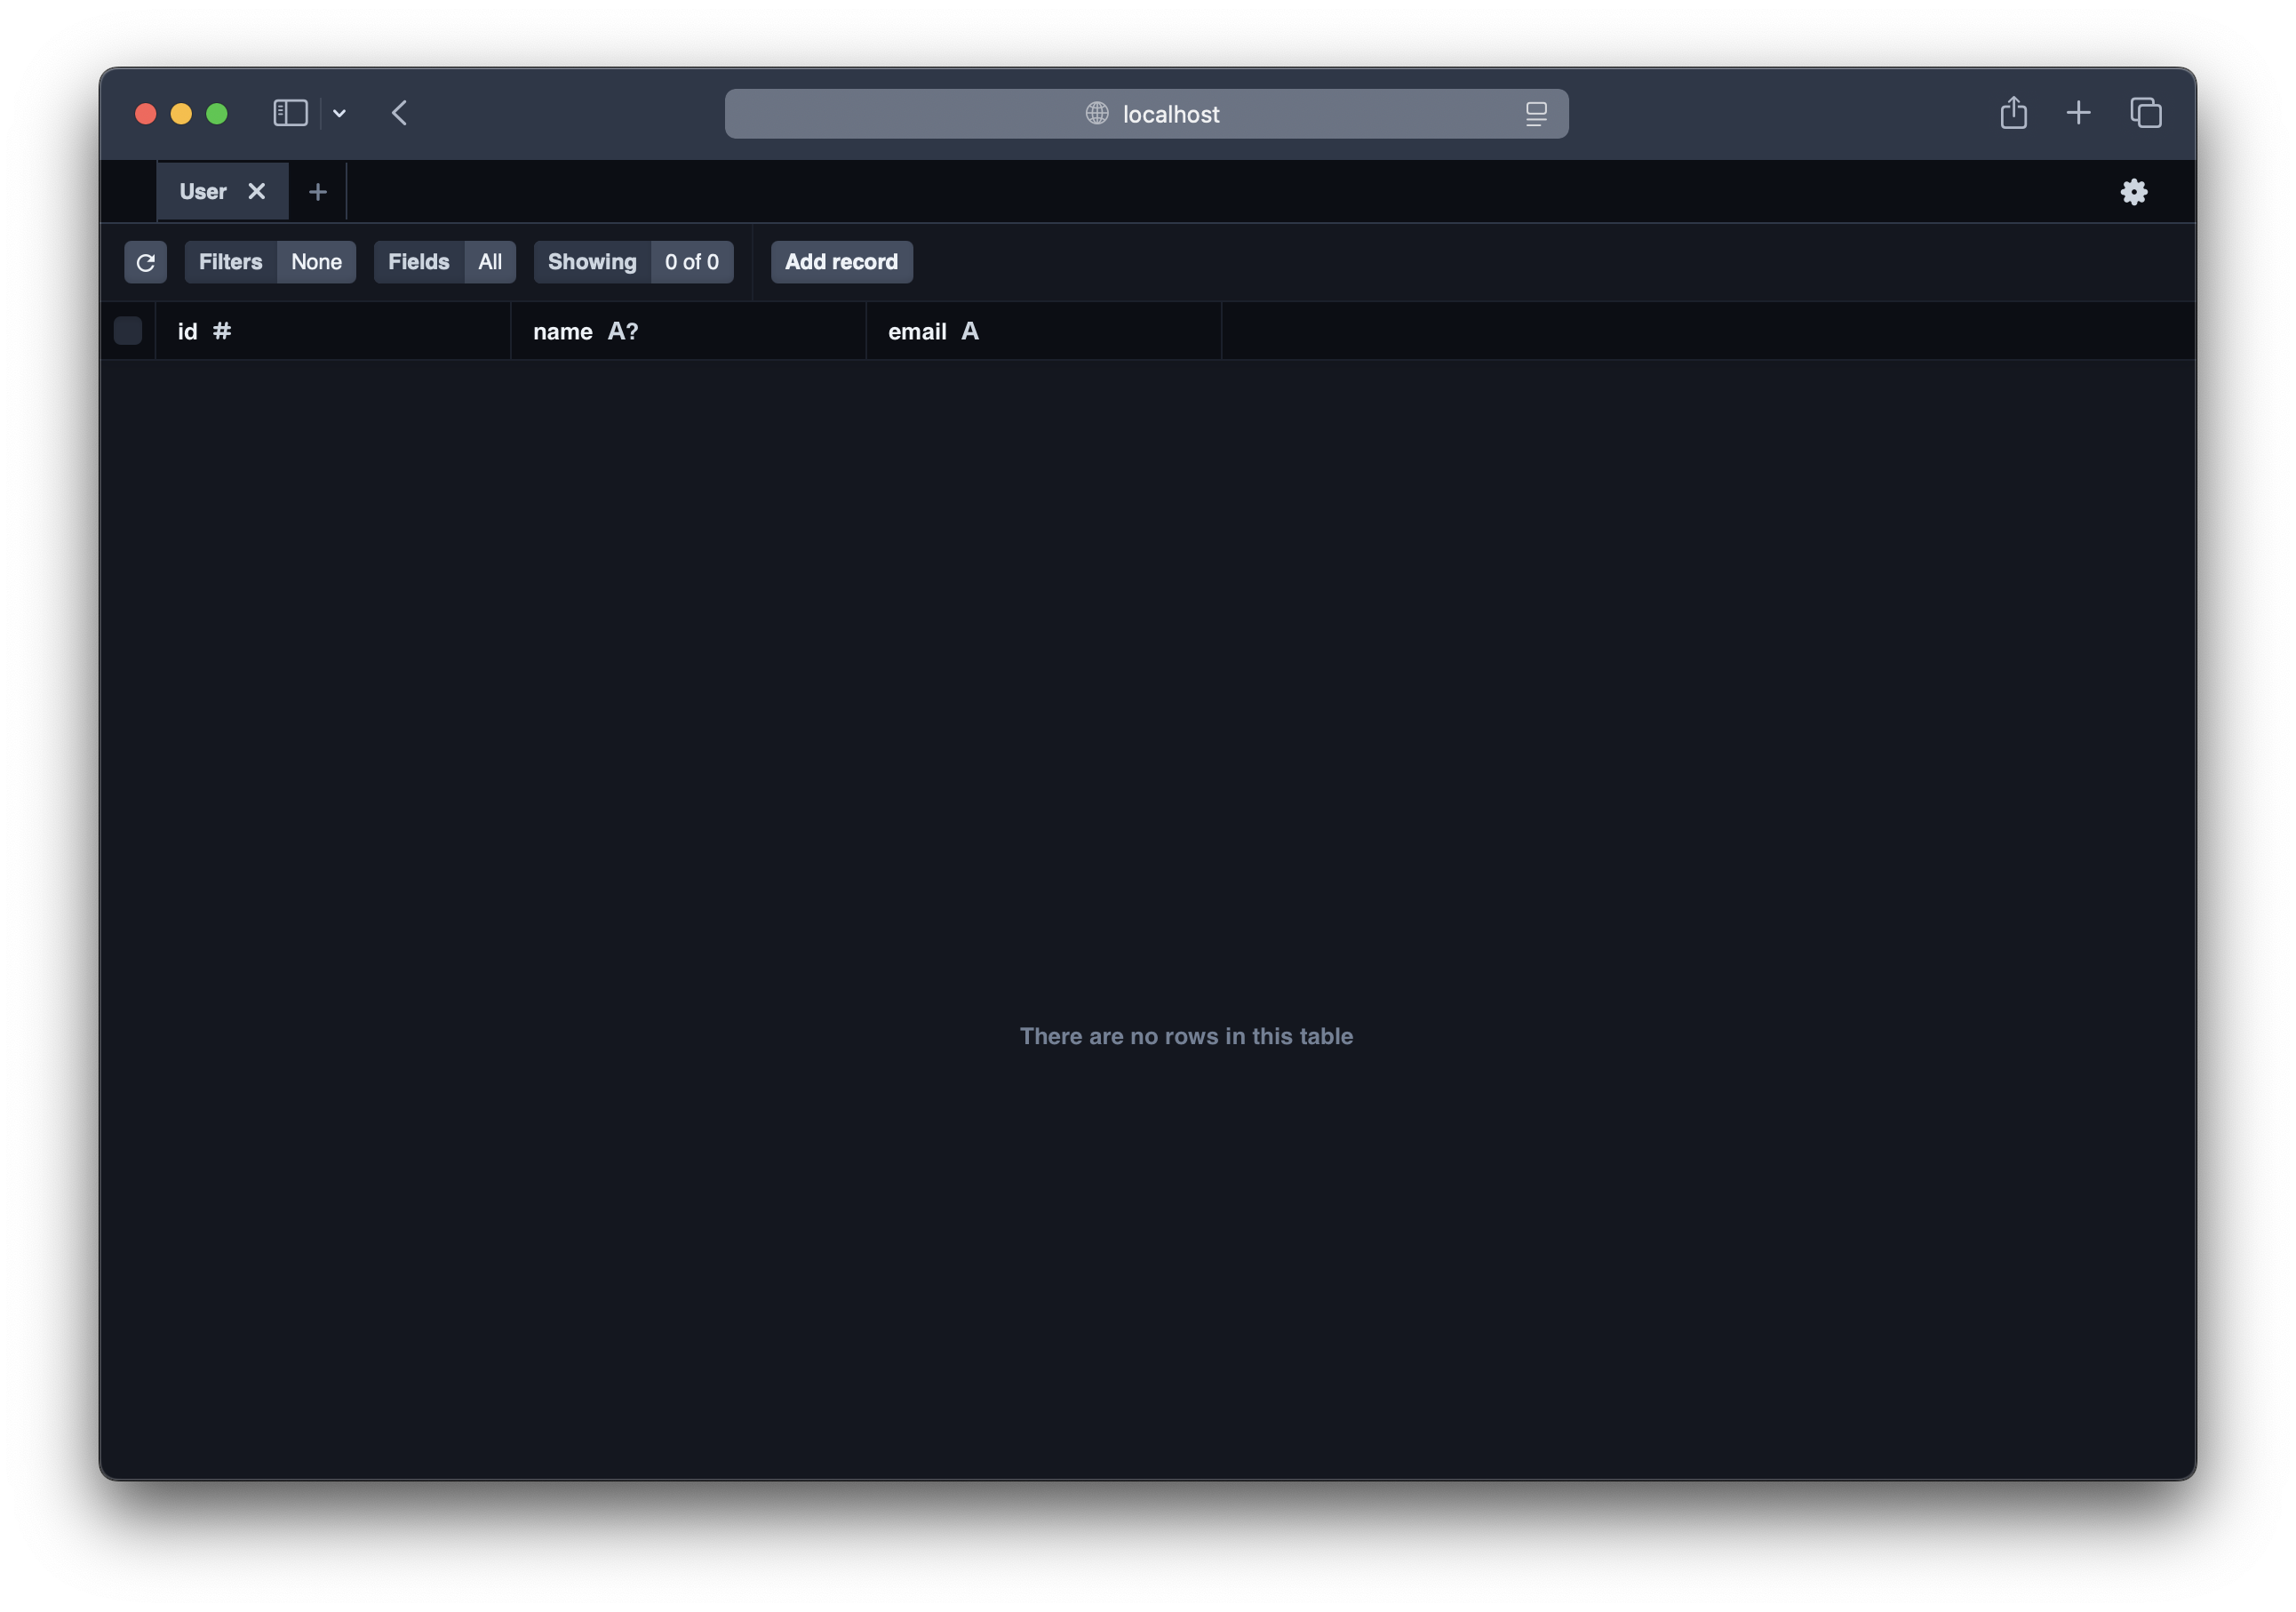 localhost
User
Filters None Fields All Showing 0 of 0 Add record
id # name A? email A
There are no rows in this table